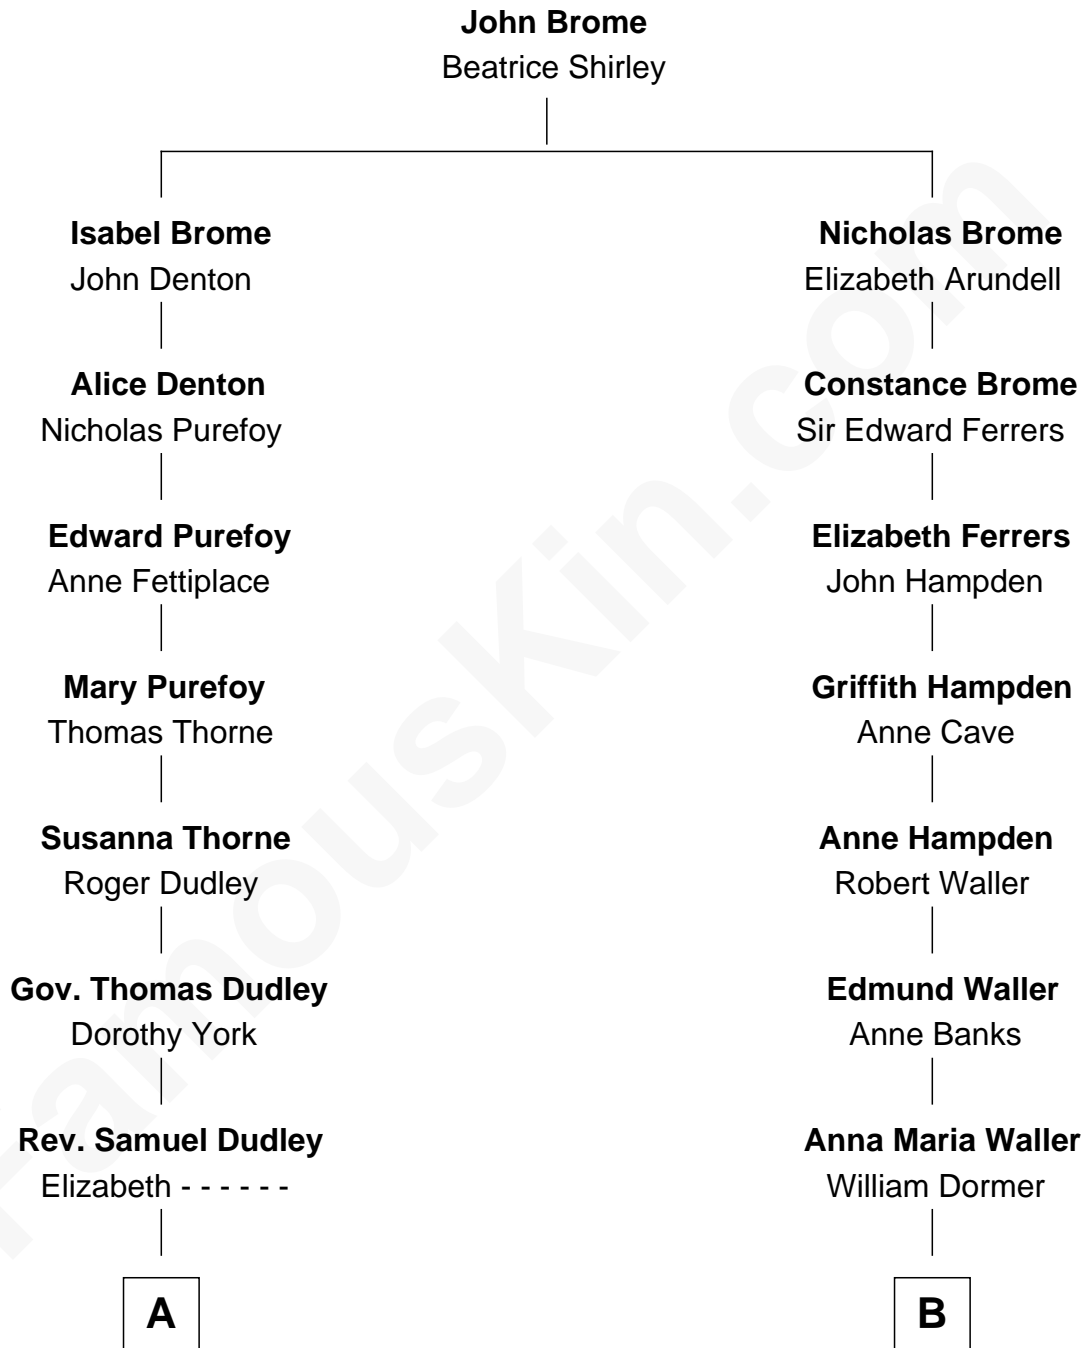 John Brome
Beatrice Shirley
Isabel Brome
John Denton
Nicholas Brome
Elizabeth Arundell
Alice Denton
Nicholas Purefoy
Constance Brome
Sir Edward Ferrers
Edward Purefoy
Anne Fettiplace
Elizabeth Ferrers
John Hampden
Mary Purefoy
Thomas Thorne
Griffith Hampden
Anne Cave
Susanna Thorne
Roger Dudley
Anne Hampden
Robert Waller
Gov. Thomas Dudley
Dorothy York
Edmund Waller
Anne Banks
Rev. Samuel Dudley
Elizabeth - - - - - -
Anna Maria Waller
William Dormer
A
B
FamousKin.com